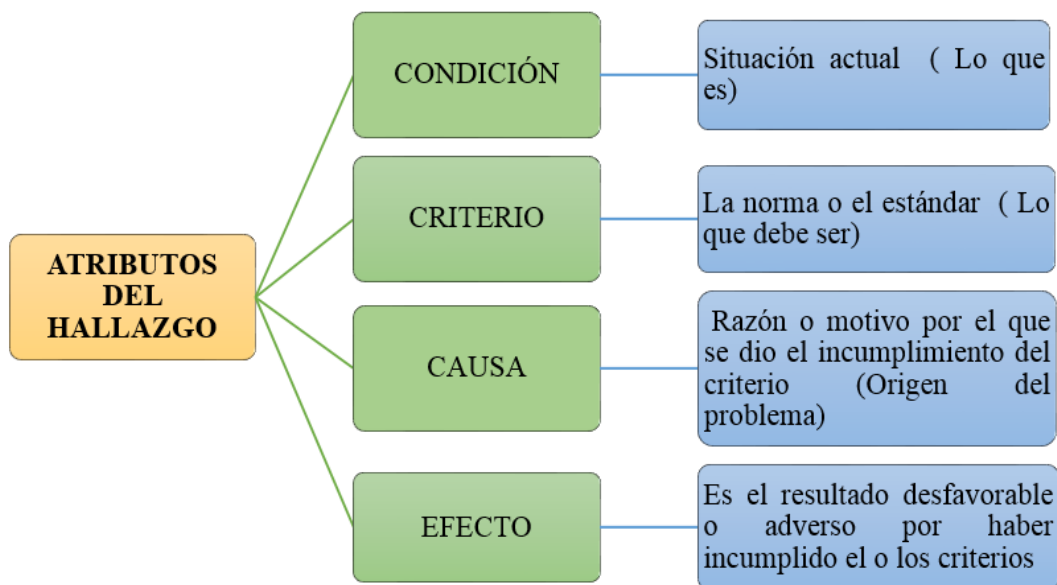 ATRIBUTOS
DEL
HALLAZGO
CONDICIÓN
Situación actual ( Lo que
es)
CRITERIO
La norma o el estándar ( Lo
que debe ser)
CAUSA
Razón o motivo por el que
se dio el incumplimiento del
criterio (Origen del
problema)
EFECTO
Es el resultado desfavorable
o adverso por haber
incumplido el o los criterios